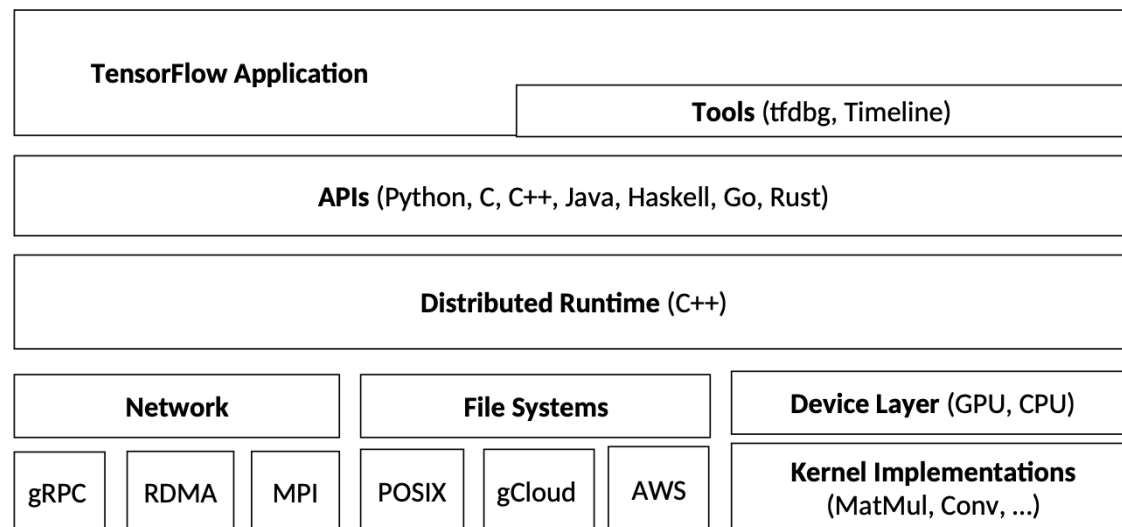 TensorFlow Application
Tools (tfdbg, Timeline)
APIs (Python, C, C++, Java, Haskell, Go, Rust)
Distributed Runtime (C++)
Network
File Systems
Device Layer (GPU, CPU)
gRPC
RDMA
MPI
POSIX
gCloud
AWS
Kernel Implementations
(MatMul, Conv, ...)